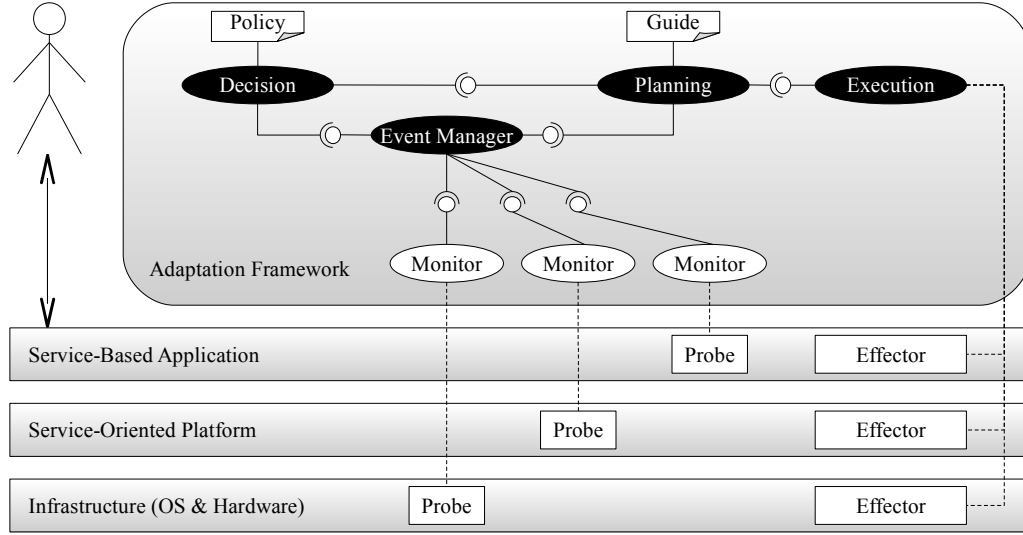 Policy
Guide
Decision
Planning
Execution
Event Manager
Monitor
Monitor
Monitor
Adaptation Framework
Service-Based Application
Probe
Effector
Service-Oriented Platform
Probe
Effector
Infrastructure (OS & Hardware)
Probe
Effector